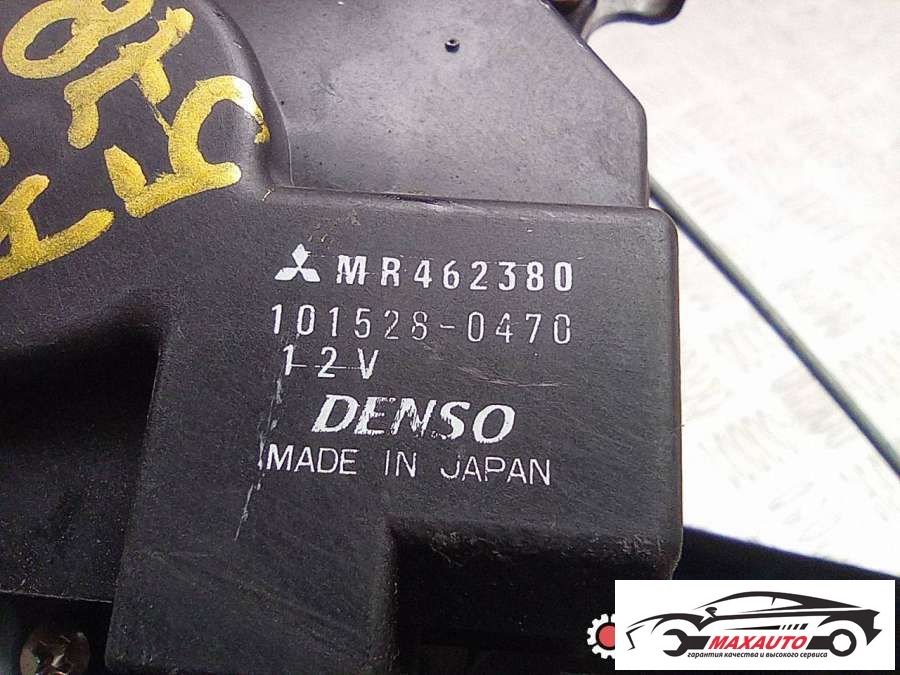 MR462380
101528-0470
12V
DENSO
MADE IN JAPAN
MAXAUTO
гарантия качества и высокого сервиса